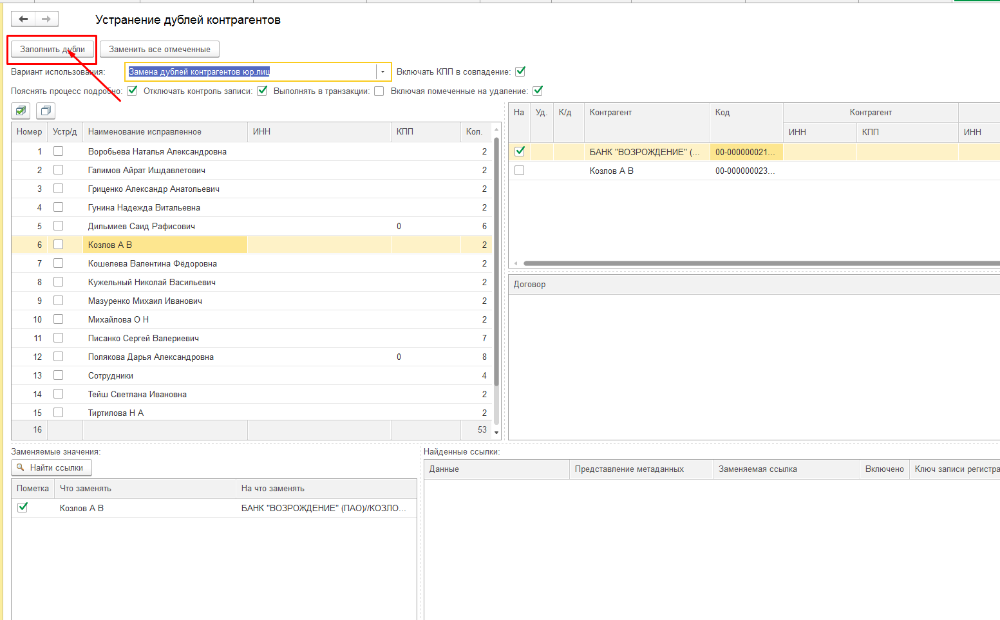 Устранение дублей контрагентов
Заполнить дубли Заменить все отмеченные
Вариант использования: Замена дублей контрагентов юр.лиц Включать КПП в совпадение:
Пояснять процесс подробно: Отключать контроль записи: Выполнять в транзакции: Включая помеченные на удаление:
Номер Устр/д Наименование исправленное ИНН КПП Кол.
1 Воробьева Наталья Александровна 2
2 Галимов Айрат Ишдавлетович 2
3 Гриценко Александр Анатольевич 2
4 Гунина Надежда Витальевна 2
5 Дильмиев Саид Рафисович 0 6
6 Козлов А В 2
7 Кошелева Валентина Фёдоровна 2
8 Кужельный Николай Васильевич 2
9 Мазуренко Михаил Иванович 2
10 Михайлова О Н 2
11 Писанко Сергей Валериевич 7
12 Полякова Дарья Александровна 0 8
13 Сотрудники 4
14 Тейш Светлана Ивановна 2
15 Тиртилова Н А 2
16 53
На Уд. К/д Контрагент Код Контрагент
ИНН КПП ИНН
БАНК "ВОЗРОЖДЕНИЕ" (... 00-000000021...
Козлов А В 00-000000023...
Договор
Заменяемые значения:
Найти ссылки
Пометка Что заменять На что заменять
Козлов А В БАНК "ВОЗРОЖДЕНИЕ" (ПАО)//КОЗЛО...
Найденные ссылки:
Данные Представление метаданных Заменяемая ссылка Включено Ключ записи регистра